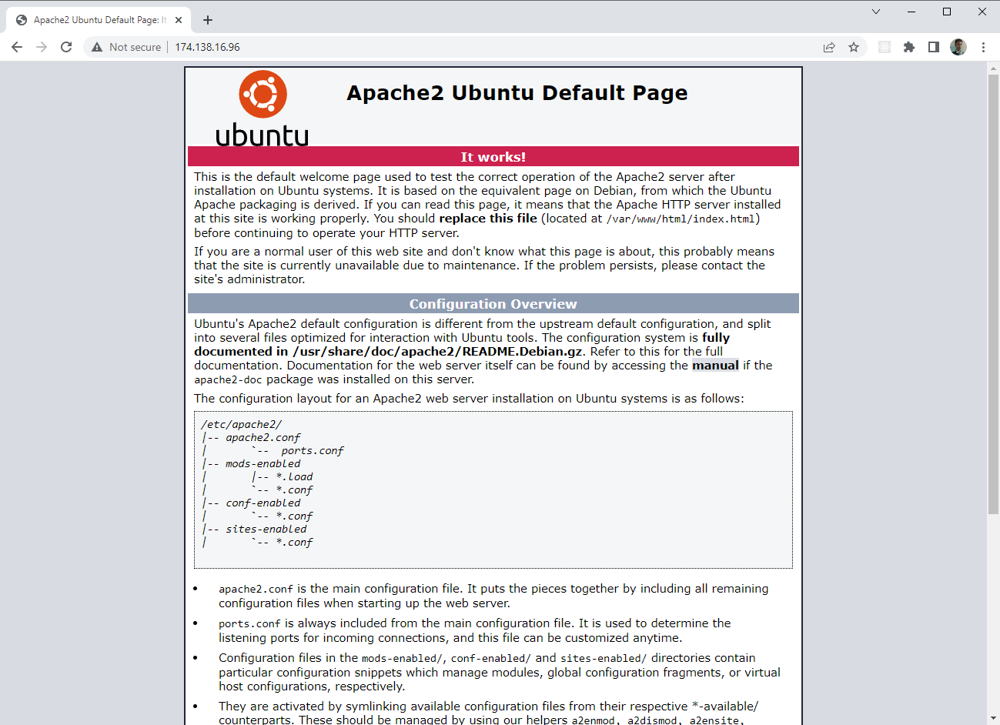 Apache2 Ubuntu Default Page: It
Not secure | 174.138.16.96
ubuntu
Apache2 Ubuntu Default Page
It works!
This is the default welcome page used to test the correct operation of the Apache2 server after
installation on Ubuntu systems. It is based on the equivalent page on Debian, from which the Ubuntu
Apache packaging is derived. If you can read this page, it means that the Apache HTTP server installed
at this site is working properly. You should replace this file (located at /var/www/html/index.html)
before continuing to operate your HTTP server.
If you are a normal user of this web site and don't know what this page is about, this probably means
that the site is currently unavailable due to maintenance. If the problem persists, please contact the
site's administrator.
Configuration Overview
Ubuntu's Apache2 default configuration is different from the upstream default configuration, and split
into several files optimized for interaction with Ubuntu tools. The configuration system is fully
documented in /usr/share/doc/apache2/README.Debian.gz. Refer to this for the full
documentation. Documentation for the web server itself can be found by accessing the manual if the
apache2-doc package was installed on this server.
The configuration layout for an Apache2 web server installation on Ubuntu systems is as follows:
/etc/apache2/
|-- apache2.conf
|       `--  ports.conf
|-- mods-enabled
|       |-- *.load
|       `-- *.conf
|-- conf-enabled
|       `-- *.conf
|-- sites-enabled
|       `-- *.conf
• apache2.conf is the main configuration file. It puts the pieces together by including all remaining
configuration files when starting up the web server.
• ports.conf is always included from the main configuration file. It is used to determine the
listening ports for incoming connections, and this file can be customized anytime.
• Configuration files in the mods-enabled/, conf-enabled/ and sites-enabled/ directories contain
particular configuration snippets which manage modules, global configuration fragments, or virtual
host configurations, respectively.
• They are activated by symlinking available configuration files from their respective *-available/
counterparts. These should be managed by using our helpers a2enmod, a2dismod, a2ensite,